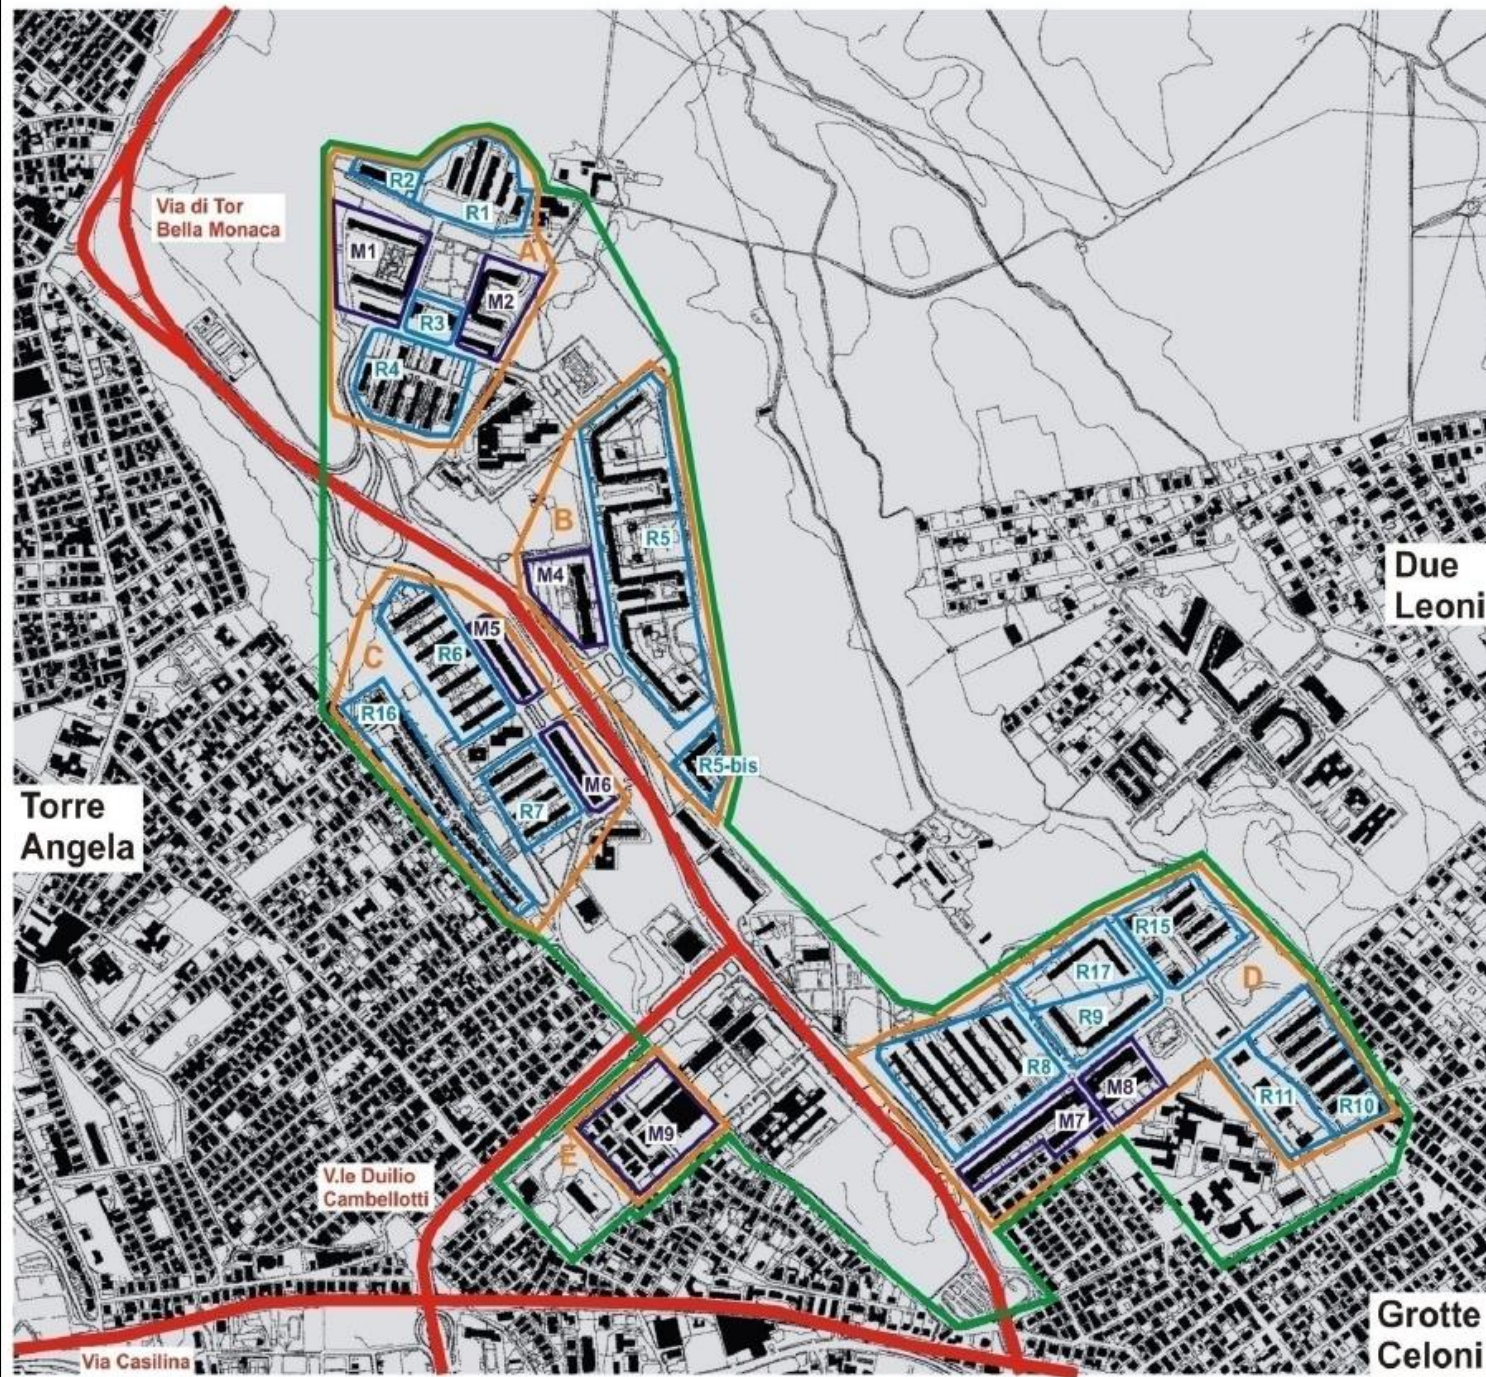 Via di Tor
Bella Monaca
R2
R1
M1
A
M2
R3
R4
B
R5
M4
Due
Leoni
M5
R6
C
R16
R5-bis
M6
R7
Torre
Angela
R15
R17
D
R9
R8
M8
R11
R10
M7
M9
E
V.le Duilio
Cambellotti
Grotte
Celoni
Via Casilina